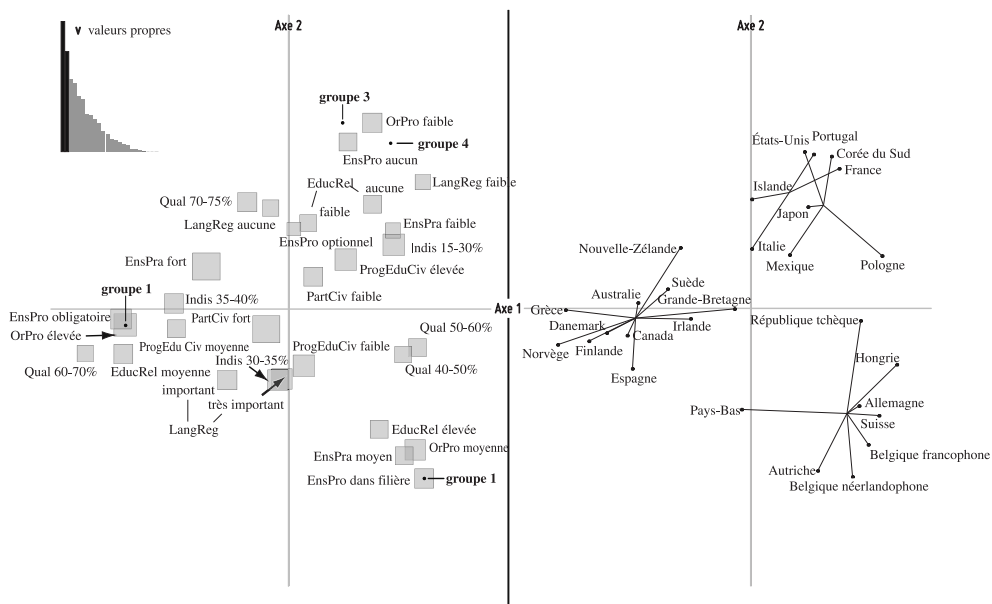 Axe 2
valeurs propres
groupe 3
OrPro faible
groupe 4
EnsPro aucun
EducRel
aucune
LangReg faible
Qual 70-75%
faible
LangReg aucune
EnsPra faible
EnsPro optionnel
Indis 15-30%
EnsPra fort
ProgEduCiv élevée
groupe 1
PartCiv faible
Indis 35-40%
EnsPro obligatoire
PartCiv fort
OrPro élevée
Qual 50-60%
ProgEdu Civ moyenne
ProgEduCiv faible
Indis 30-35%
Qual 60-70%
EducRel moyenne
Qual 40-50%
important
très important
LangReg
EducRel élevée
OrPro moyenne
EnsPra moyen
EnsPro dans filière
groupe 1
Axe 1
Axe 2
États-Unis
Portugal
Corée du Sud
France
Islande
Japon
Italie
Mexique
Pologne
Nouvelle-Zélande
Suède
Australie
Grande-Bretagne
Grèce
Danemark
Irlande
République tchèque
Canada
Norvège
Finlande
Hongrie
Espagne
Pays-Bas
Allemagne
Suisse
Belgique francophone
Autriche
Belgique néerlandophone